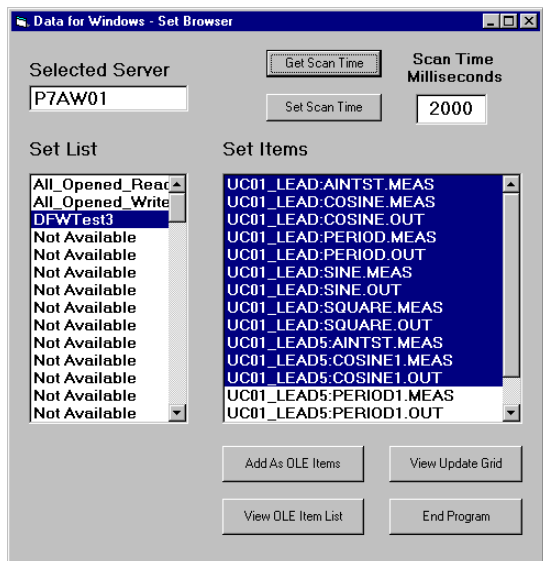 Data for Windows - Set Browser
Selected Server
P7AW01
Get Scan Time
Set Scan Time
Scan Time
Milliseconds
2000
Set List
All_Opened_Reac
All_Opened_Write
DFWTest3
Not Available
Not Available
Not Available
Not Available
Not Available
Not Available
Not Available
Not Available
Not Available
Not Available
Not Available
Set Items
UC01_LEAD:AINTST.MEAS
UC01_LEAD:COSINE.MEAS
UC01_LEAD:COSINE.OUT
UC01_LEAD:PERIOD.MEAS
UC01_LEAD:PERIOD.OUT
UC01_LEAD:SINE.MEAS
UC01_LEAD:SINE.OUT
UC01_LEAD:SQUARE.MEAS
UC01_LEAD:SQUARE.OUT
UC01_LEAD5:AINTST.MEAS
UC01_LEAD5:COSINE1.MEAS
UC01_LEAD5:COSINE1.OUT
UC01_LEAD5:PERIOD1.MEAS
UC01_LEAD5:PERIOD1.OUT
Add As OLE Items
View Update Grid
View OLE Item List
End Program